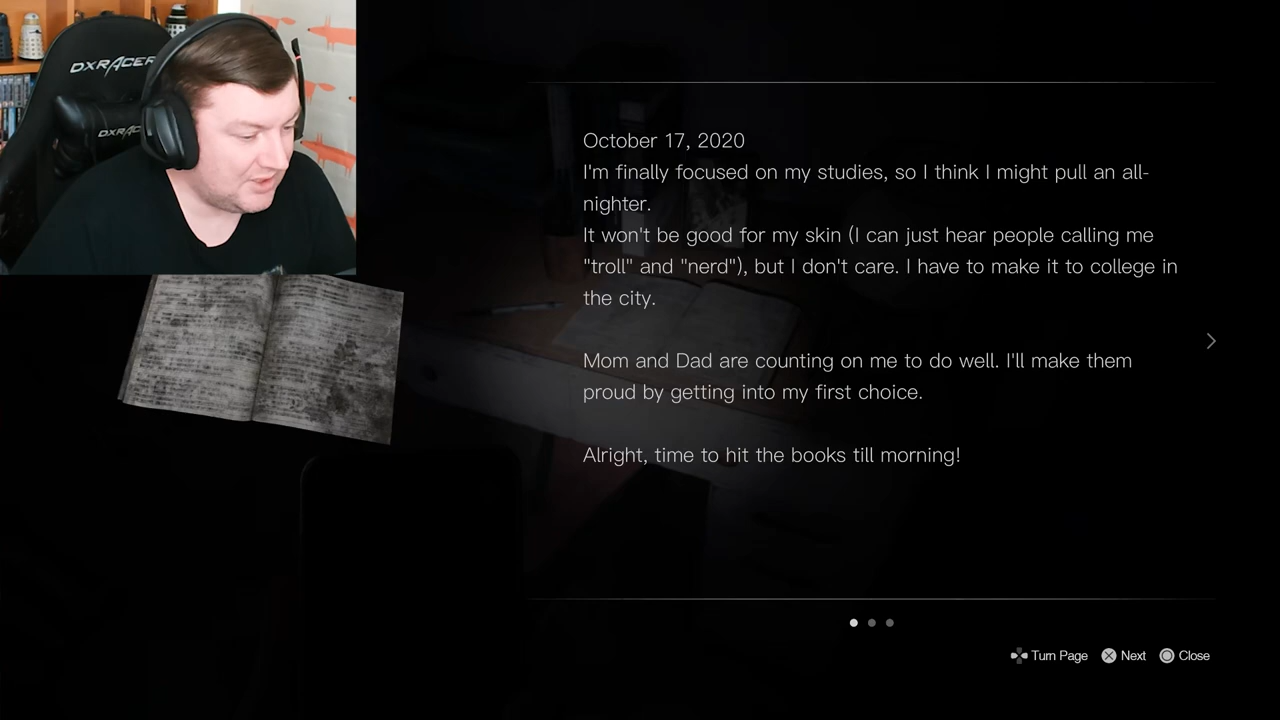 DXRACER
DXRAC
October 17, 2020
I'm finally focused on my studies, so I think I might pull an all-
nighter.
It won't be good for my skin (I can just hear people calling me
"troll" and "nerd"), but I don't care. I have to make it to college in
the city.
Mom and Dad are counting on me to do well. I'll make them
proud by getting into my first choice.
Alright, time to hit the books till morning!
Turn Page Next Close